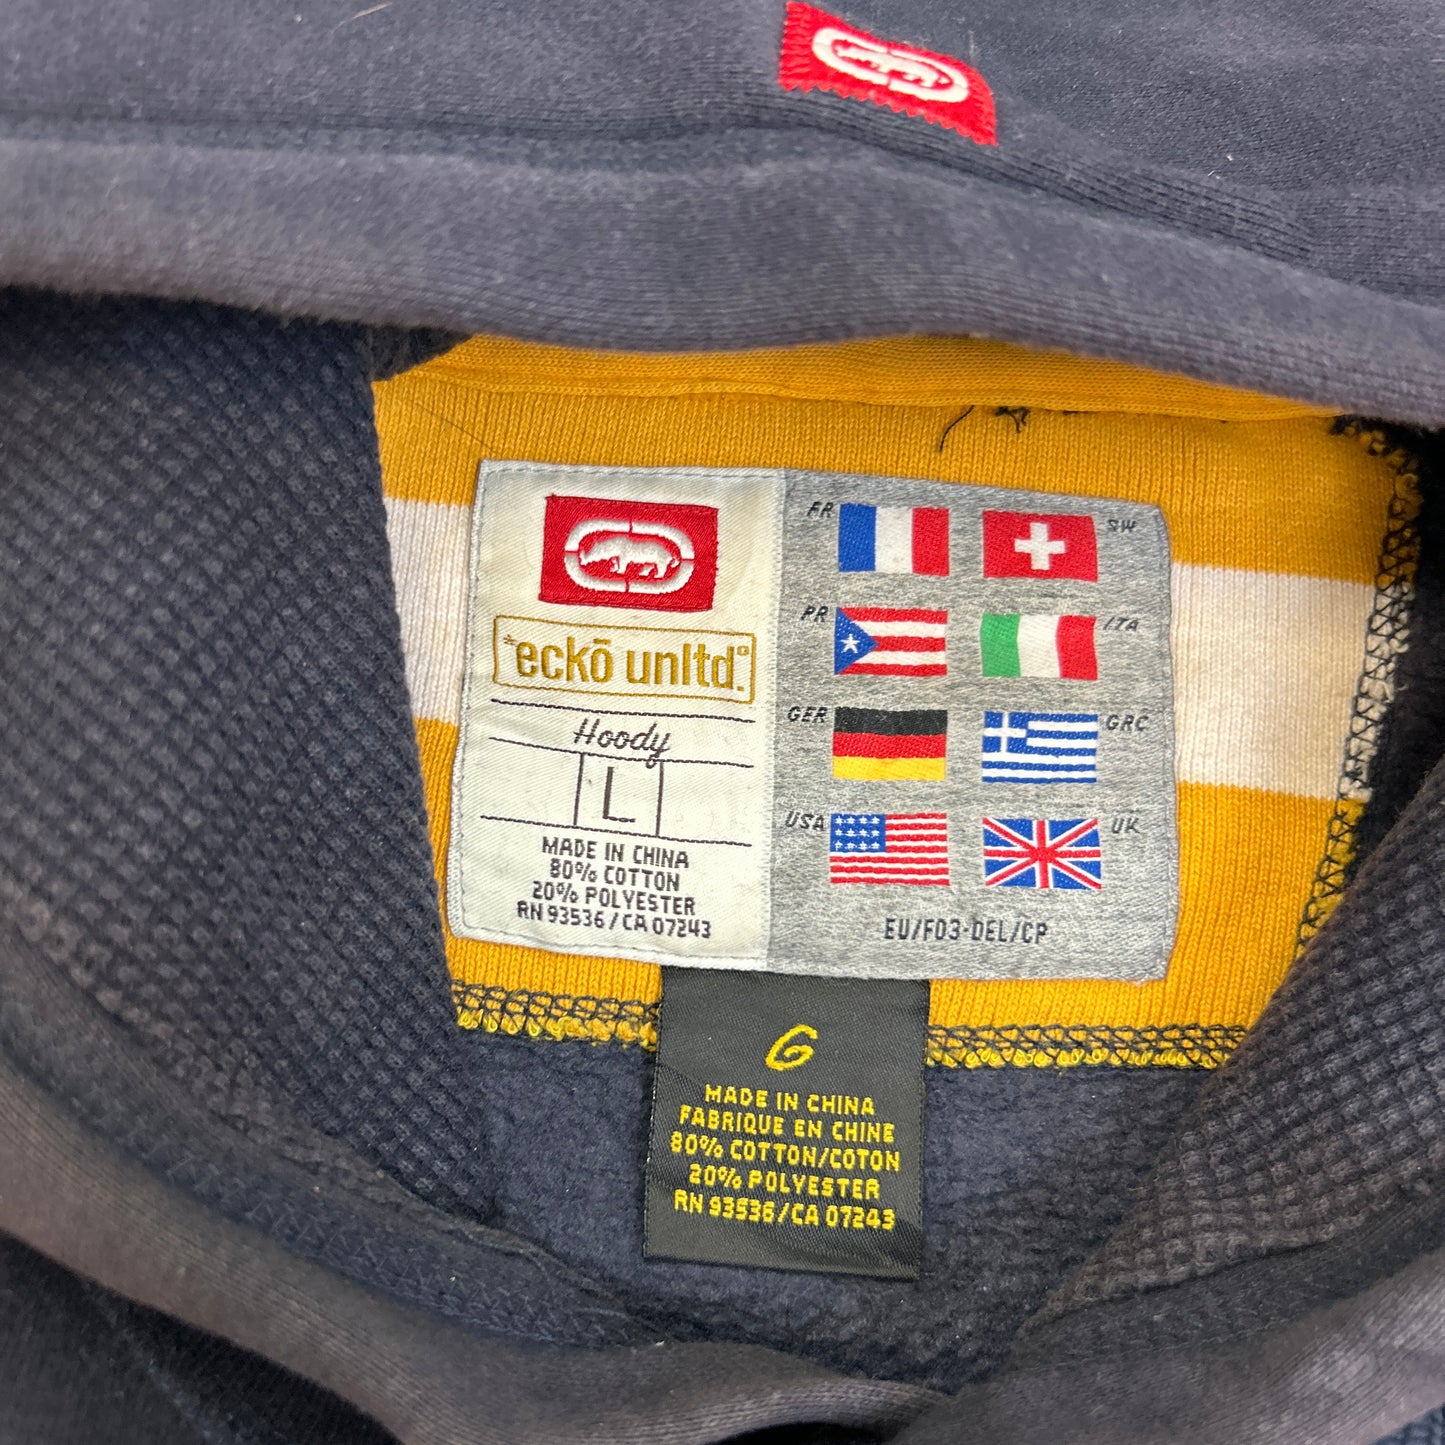 *eckō unltd.°
Hoody
L
MADE IN CHINA
80% COTTON
20% POLYESTER
RN 93536 / CA 07243
FR SW
PR ITA
GER GRC
USA UK
EU/F03-DEL/CP
G
MADE IN CHINA
FABRIQUE EN CHINE
80% COTTON/COTON
20% POLYESTER
RN 93536 / CA 07243